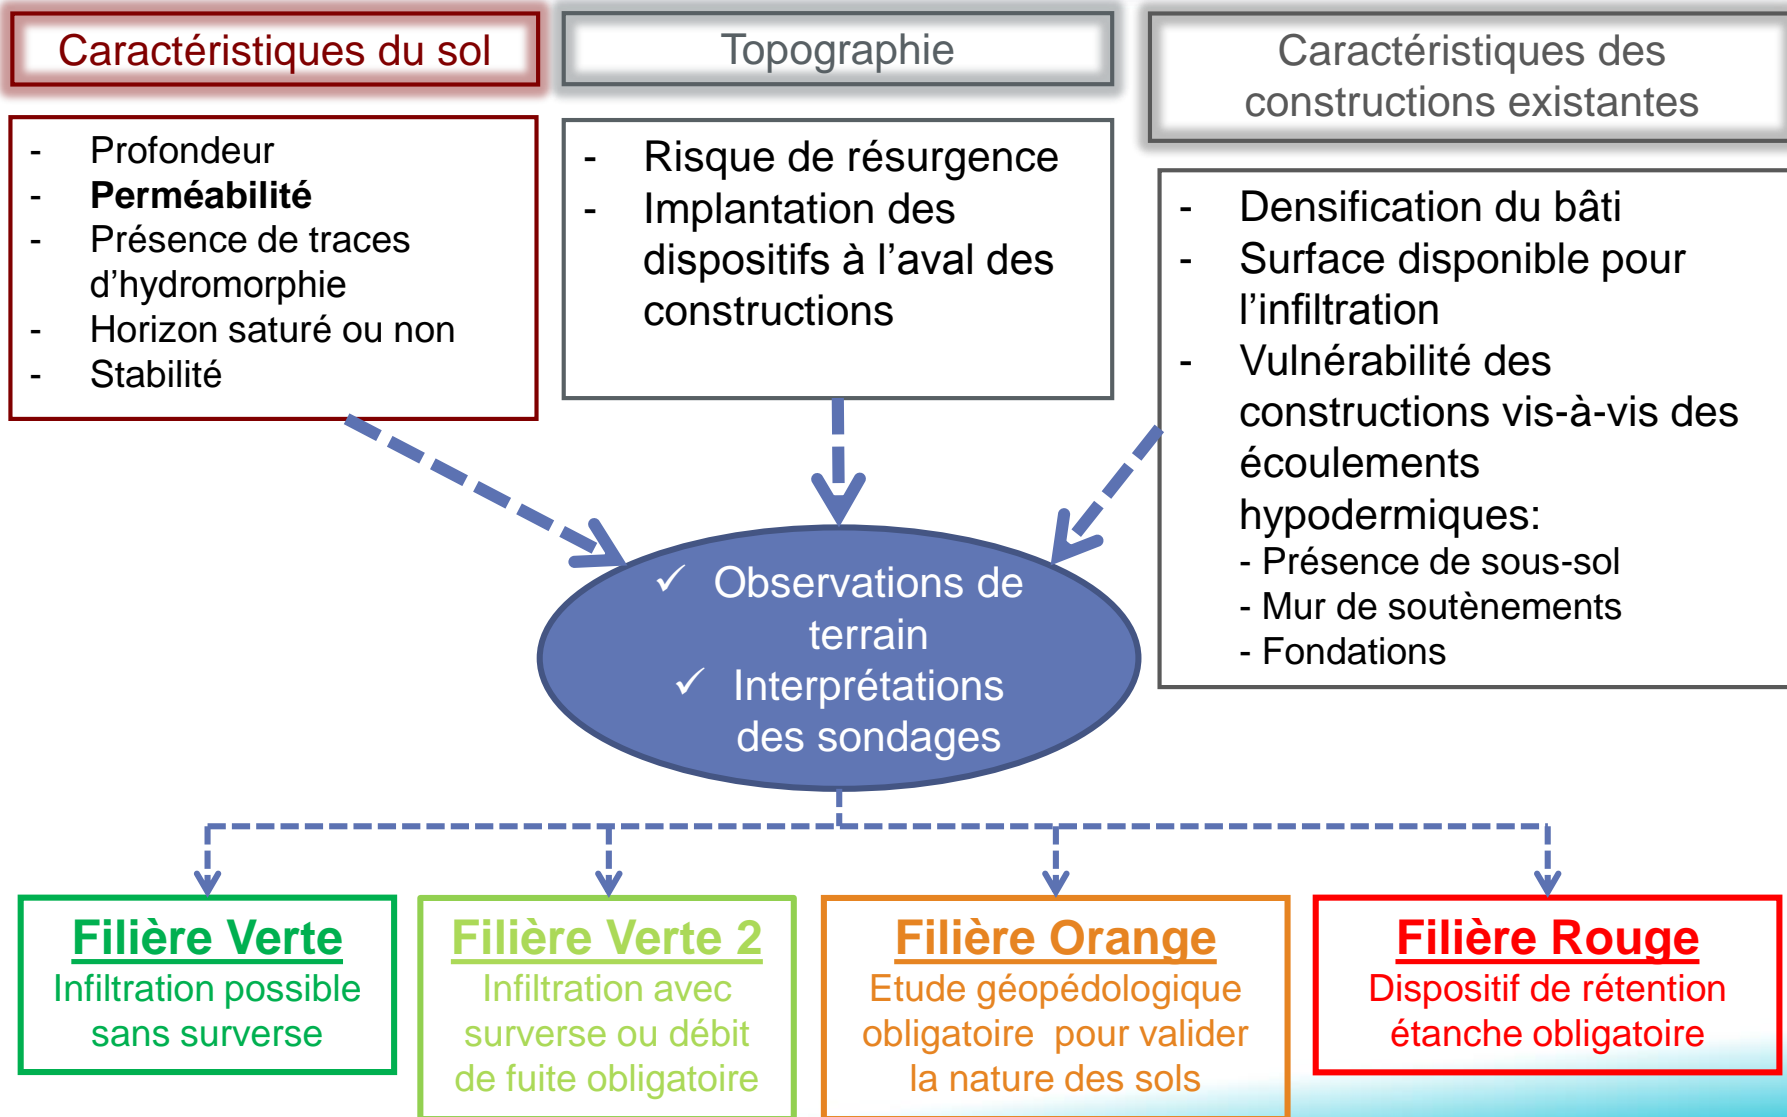 Caractéristiques du sol
- Profondeur
- Perméabilité
- Présence de traces
d'hydromorphie
- Horizon saturé ou non
- Stabilité
Topographie
- Risque de résurgence
- Implantation des
dispositifs à l'aval des
constructions
Caractéristiques des
constructions existantes
- Densification du bâti
- Surface disponible pour
l'infiltration
- Vulnérabilité des
constructions vis-à-vis des
écoulements
hypodermiques:
- Présence de sous-sol
- Mur de soutènements
- Fondations
✓ Observations de
terrain
✓ Interprétations
des sondages
Filière Verte
Infiltration possible
sans surverse
Filière Verte 2
Infiltration avec
surverse ou débit
de fuite obligatoire
Filière Orange
Etude géopédologique
obligatoire pour valider
la nature des sols
Filière Rouge
Dispositif de rétention
étanche obligatoire